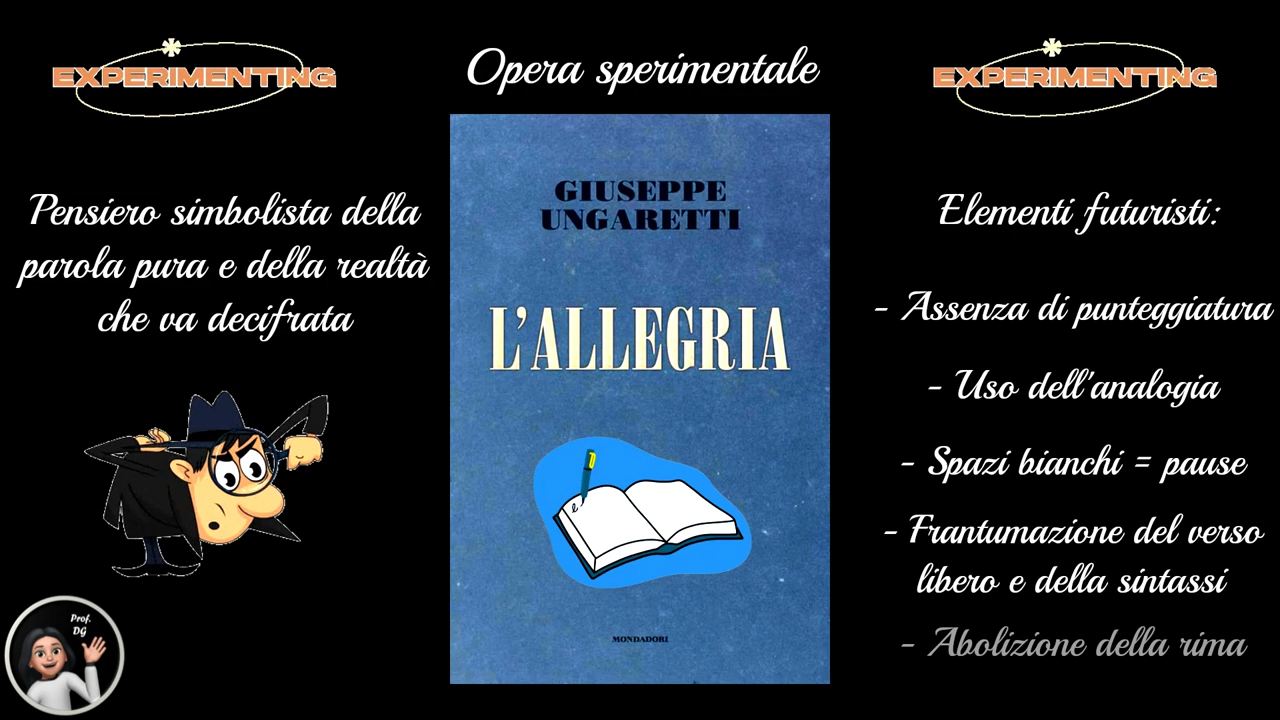 EXPERIMENTING
Opera sperimentale
EXPERIMENTING
Pensiero simbolista della
parola pura e della realtà
che va decifrata
GIUSEPPE
UNGARETTI
L'ALLEGRIA
MONDADORI
Elementi futuristi:
- Assenza di punteggiatura
- Uso dell'analogia
- Spazi bianchi = pause
- Frantumazione del verso
libero e della sintassi
- Abolizione della rima
Prof.
DG